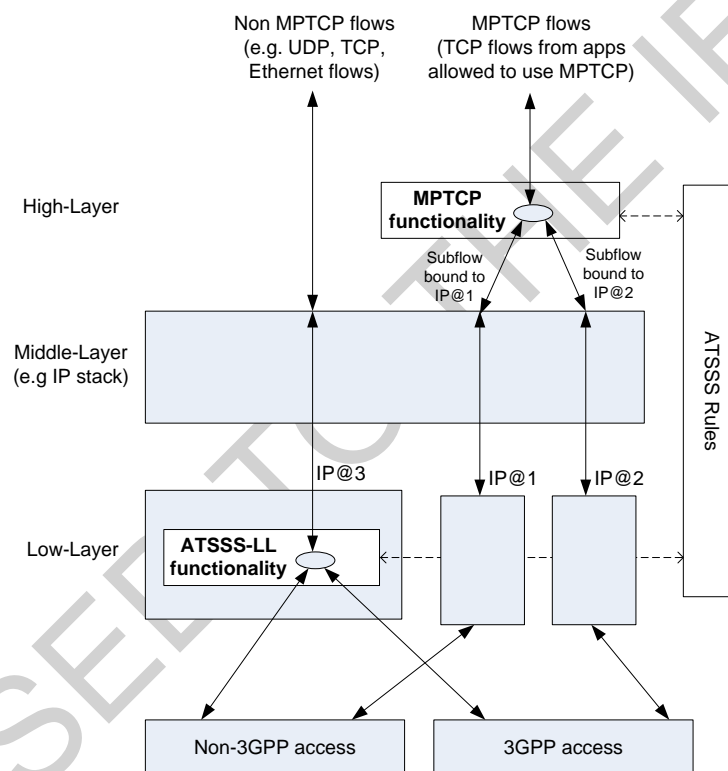 Non MPTCP flows
(e.g. UDP, TCP,
Ethernet flows)
MPTCP flows
(TCP flows from apps
allowed to use MPTCP)
High-Layer
MPTCP
functionality
Subflow
bound to
IP@1
Subflow
bound to
IP@2
Middle-Layer
(e.g IP stack)
ATSSS Rules
IP@3
IP@1
IP@2
Low-Layer
ATSSS-LL
functionality
Non-3GPP access
3GPP access